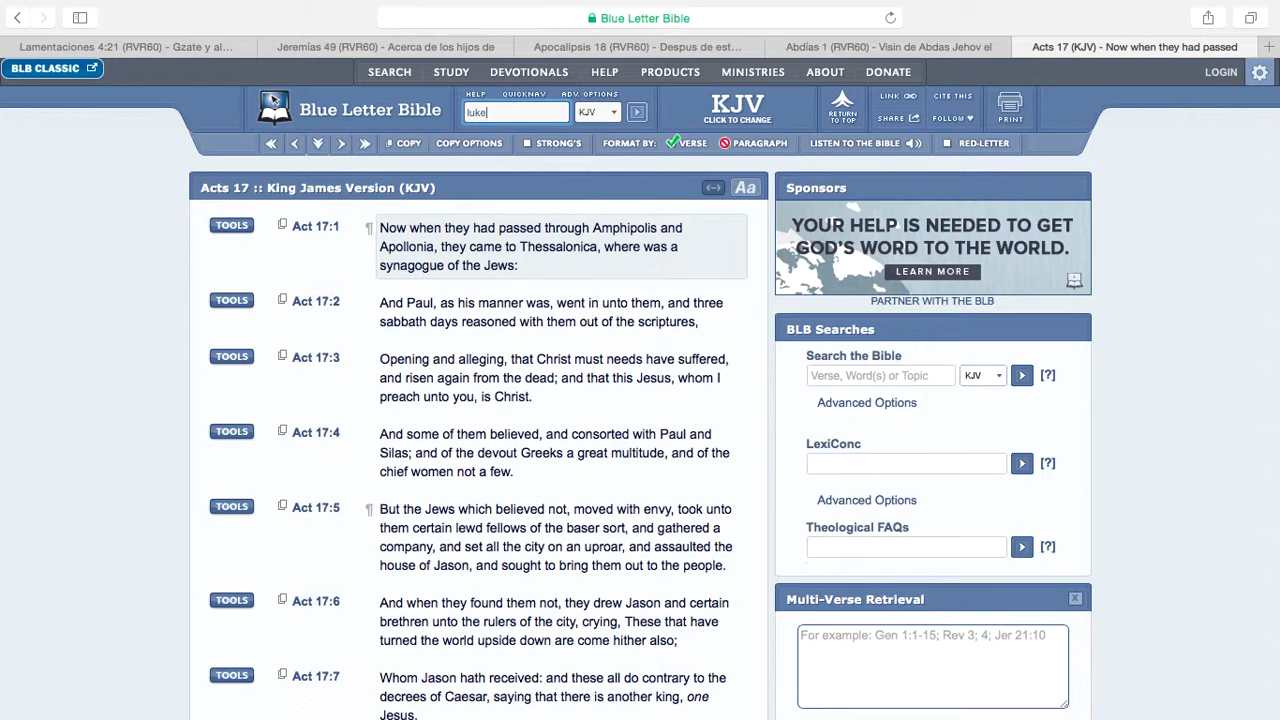 Blue Letter Bible
Lamentaciones 4:21 (RVR60) - Gzate y al...
Jeremías 49 (RVR60) - Acerca de los hijos de
Apocalipsis 18 (RVR60) - Despus de est...
Abdías 1 (RVR60) - Visin de Abdas Jehov el
Acts 17 (KJV) - Now when they had passed
BLB CLASSIC
SEARCH STUDY DEVOTIONALS HELP PRODUCTS MINISTRIES ABOUT DONATE
LOGIN
Blue Letter Bible
HELP QUICKNAV ADV. OPTIONS
luke
KJV
KJV
CLICK TO CHANGE
RETURN
TO TOP
LINK
CITE THIS
SHARE
FOLLOW
PRINT
COPY COPY OPTIONS STRONG'S FORMAT BY: VERSE PARAGRAPH LISTEN TO THE BIBLE RED-LETTER
Acts 17 :: King James Version (KJV)
Aa
TOOLS Act 17:1 ¶ Now when they had passed through Amphipolis and
Apollonia, they came to Thessalonica, where was a
synagogue of the Jews:
TOOLS Act 17:2 And Paul, as his manner was, went in unto them, and three
sabbath days reasoned with them out of the scriptures,
TOOLS Act 17:3 Opening and alleging, that Christ must needs have suffered,
and risen again from the dead; and that this Jesus, whom I
preach unto you, is Christ.
TOOLS Act 17:4 And some of them believed, and consorted with Paul and
Silas; and of the devout Greeks a great multitude, and of the
chief women not a few.
TOOLS Act 17:5 ¶ But the Jews which believed not, moved with envy, took unto
them certain lewd fellows of the baser sort, and gathered a
company, and set all the city on an uproar, and assaulted the
house of Jason, and sought to bring them out to the people.
TOOLS Act 17:6 And when they found them not, they drew Jason and certain
brethren unto the rulers of the city, crying, These that have
turned the world upside down are come hither also;
TOOLS Act 17:7 Whom Jason hath received: and these all do contrary to the
decrees of Caesar, saying that there is another king, one
Jesus.
Sponsors
YOUR HELP IS NEEDED TO GET
GOD'S WORD TO THE WORLD.
LEARN MORE
PARTNER WITH THE BLB
BLB Searches
Search the Bible
Verse, Word(s) or Topic KJV [?]
Advanced Options
LexiConc
[?]
Advanced Options
Theological FAQs
[?]
Multi-Verse Retrieval
For example: Gen 1:1-15; Rev 3; 4; Jer 21:10